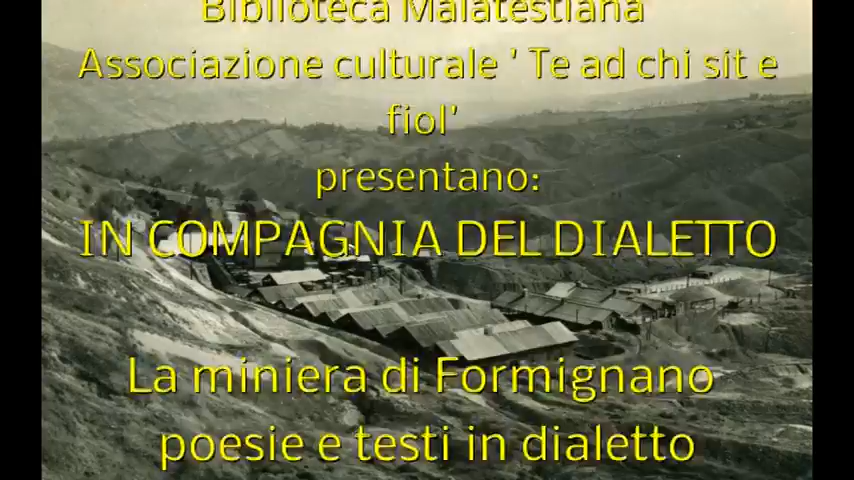 Biblioteca Malatestiana
Associazione culturale ' Te ad chi sit e
fiol'
presentano:
IN COMPAGNIA DEL DIALETTO
La miniera di Formignano
poesie e testi in dialetto